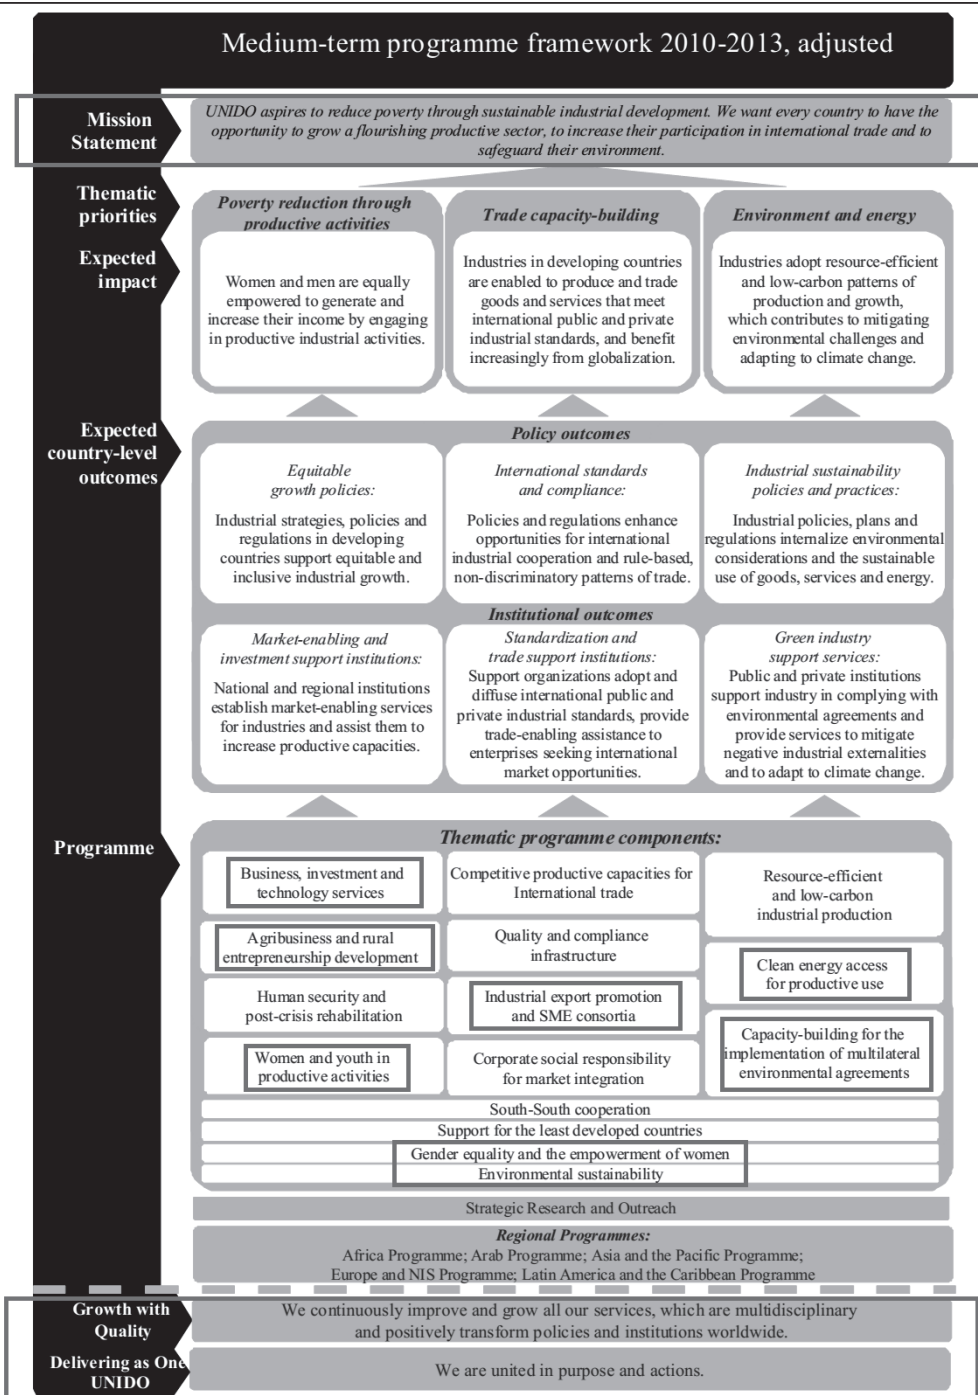 Medium-term programme framework 2010-2013, adjusted
Mission
Statement
UNIDO aspires to reduce poverty through sustainable industrial development. We want every country to have the
opportunity to grow a flourishing productive sector, to increase their participation in international trade and to
safeguard their environment.
Thematic
priorities
Poverty reduction through
productive activities
Trade capacity-building
Environment and energy
Expected
impact
Women and men are equally
empowered to generate and
increase their income by engaging
in productive industrial activities.
Industries in developing countries
are enabled to produce and trade
goods and services that meet
international public and private
industrial standards, and benefit
increasingly from globalization.
Industries adopt resource-efficient
and low-carbon patterns of
production and growth,
which contributes to mitigating
environmental challenges and
adapting to climate change.
Expected
country-level
outcomes
Policy outcomes
Equitable
growth policies:
Industrial strategies, policies and
regulations in developing
countries support equitable and
inclusive industrial growth.
International standards
and compliance:
Policies and regulations enhance
opportunities for international
industrial cooperation and rule-based,
non-discriminatory patterns of trade.
Industrial sustainability
policies and practices:
Industrial policies, plans and
regulations internalize environmental
considerations and the sustainable
use of goods, services and energy.
Institutional outcomes
Market-enabling and
investment support institutions:
National and regional institutions
establish market-enabling services
for industries and assist them to
increase productive capacities.
Standardization and
trade support institutions:
Support organizations adopt and
diffuse international public and
private industrial standards, provide
trade-enabling assistance to
enterprises seeking international
market opportunities.
Green industry
support services:
Public and private institutions
support industry in complying with
environmental agreements and
provide services to mitigate
negative industrial externalities
and to adapt to climate change.
Programme
Thematic programme components:
Business, investment and
technology services
Agribusiness and rural
entrepreneurship development
Human security and
post-crisis rehabilitation
Women and youth in
productive activities
Competitive productive capacities for
International trade
Quality and compliance
infrastructure
Industrial export promotion
and SME consortia
Corporate social responsibility
for market integration
Resource-efficient
and low-carbon
industrial production
Clean energy access
for productive use
Capacity-building for the
implementation of multilateral
environmental agreements
South-South cooperation
Support for the least developed countries
Gender equality and the empowerment of women
Environmental sustainability
Strategic Research and Outreach
Regional Programmes:
Africa Programme; Arab Programme; Asia and the Pacific Programme;
Europe and NIS Programme; Latin America and the Caribbean Programme
Growth with
Quality
We continuously improve and grow all our services, which are multidisciplinary
and positively transform policies and institutions worldwide.
Delivering as One
UNIDO
We are united in purpose and actions.